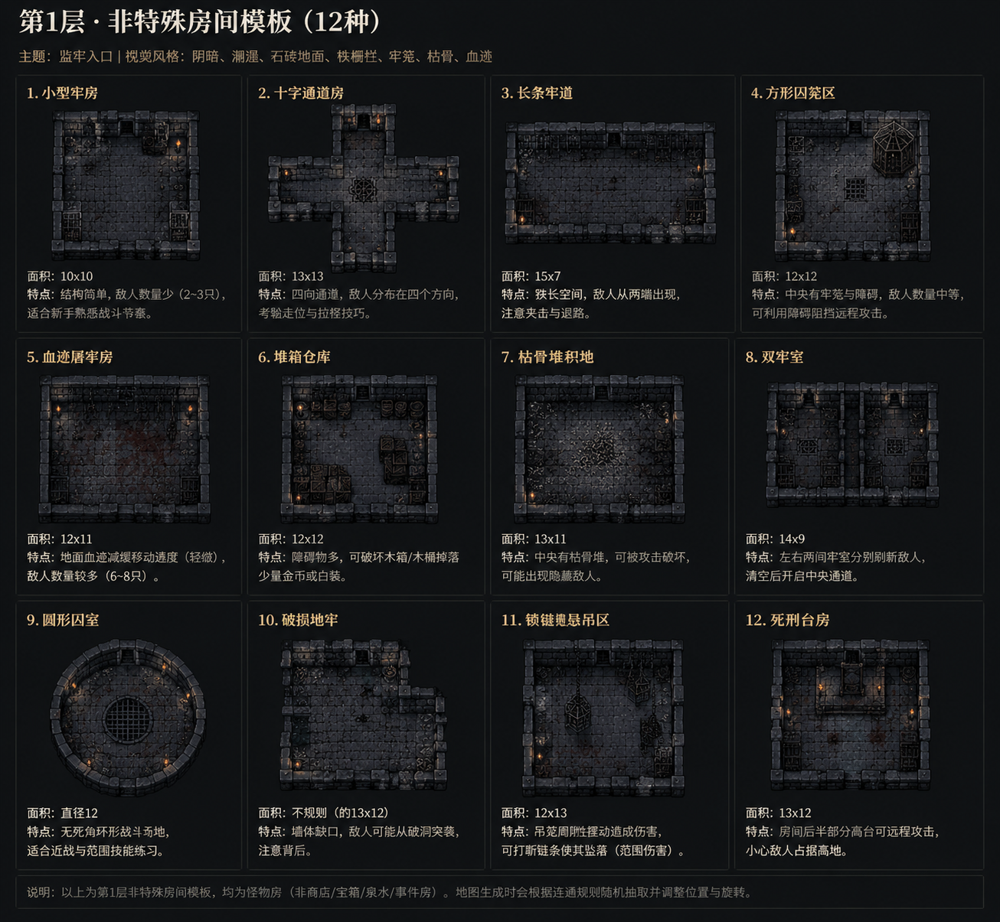 第1层 · 非特殊房间模板（12种）
主题：监牢入口 | 视觉风格：阴暗、潮湿、石砖地面、铁栅栏、牢笼、枯骨、血迹
1. 小型牢房
面积：10x10
特点：结构简单，敌人数量少（2~3只），
适合新手熟悉战斗节奏。
2. 十字通道房
面积：13x13
特点：四向通道，敌人分布在四个方向，
考验走位与拉怪技巧。
3. 长条牢道
面积：15x7
特点：狭长空间，敌人从两端出现，
注意夹击与退路。
4. 方形囚笼区
面积：12x12
特点：中央有牢笼与障碍，敌人数量中等，
可利用障碍阻挡远程攻击。
5. 血迹屠牢房
面积：12x11
特点：地面血迹减缓移动速度（轻微），
敌人数量较多（6~8只）。
6. 堆箱仓库
面积：12x12
特点：障碍物多，可破坏木箱/木桶掉落
少量金币或白装。
7. 枯骨堆积地
面积：13x11
特点：中央有枯骨堆，可被攻击破坏，
可能出现隐藏敌人。
8. 双牢室
面积：14x9
特点：左右两间牢室分别刷新敌人，
清空后开启中央通道。
9. 圆形囚室
面积：直径12
特点：无死角环形战斗场地，
适合近战与范围技能练习。
10. 破损地牢
面积：不规则（的13x12）
特点：墙体缺口，敌人可能从破洞突袭，
注意背后。
11. 锁链悬吊区
面积：12x13
特点：吊笼周期性摆动造成伤害，
可打断链条使其坠落（范围伤害）。
12. 死刑台房
面积：13x12
特点：房间后半部分高台可远程攻击，
小心敌人占据高地。
说明：以上为第1层非特殊房间模板，均为怪物房（非商店/宝箱/泉水/事件房）。地图生成时会根据连通规则随机抽取并调整位置与旋转。